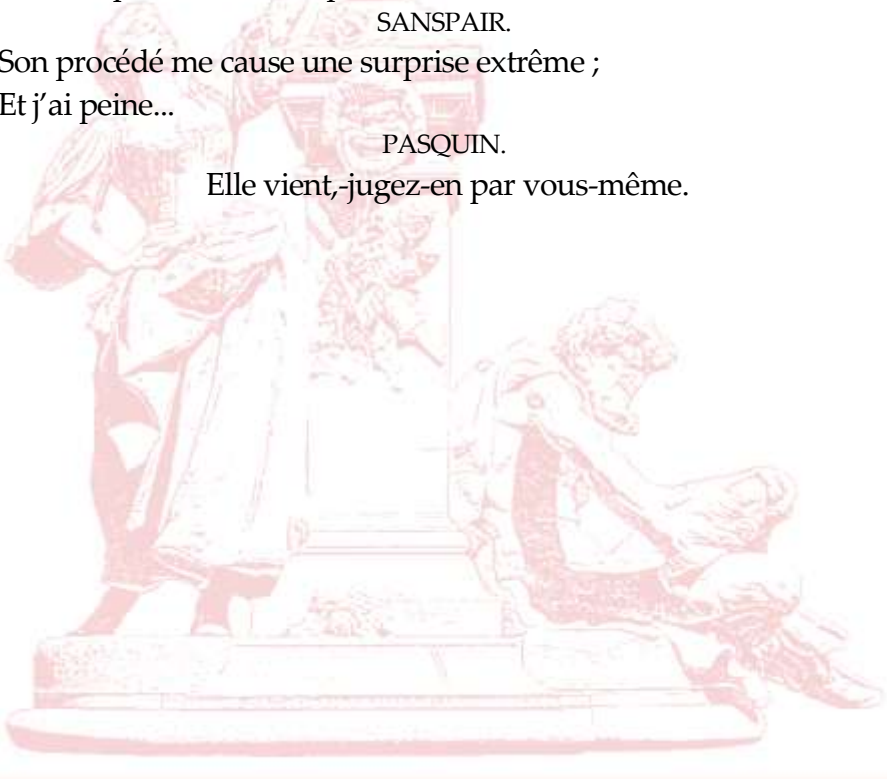 SANSPAIR.
Son procédé me cause une surprise extrême ;
Et j’ai peine...
PASQUIN.
Elle vient,-jugez-en par vous-même.